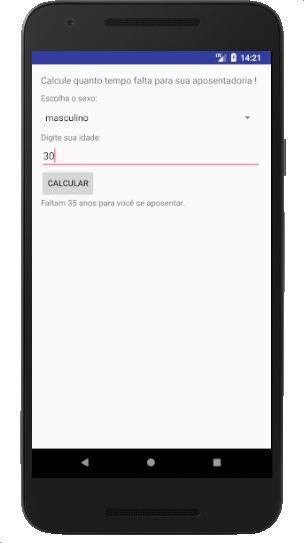 14:21
Calcule quanto tempo falta para sua aposentadoria !
Escolha o sexo:
masculino
Digite sua idade:
30
CALCULAR
Faltam 35 anos para você se aposentar.